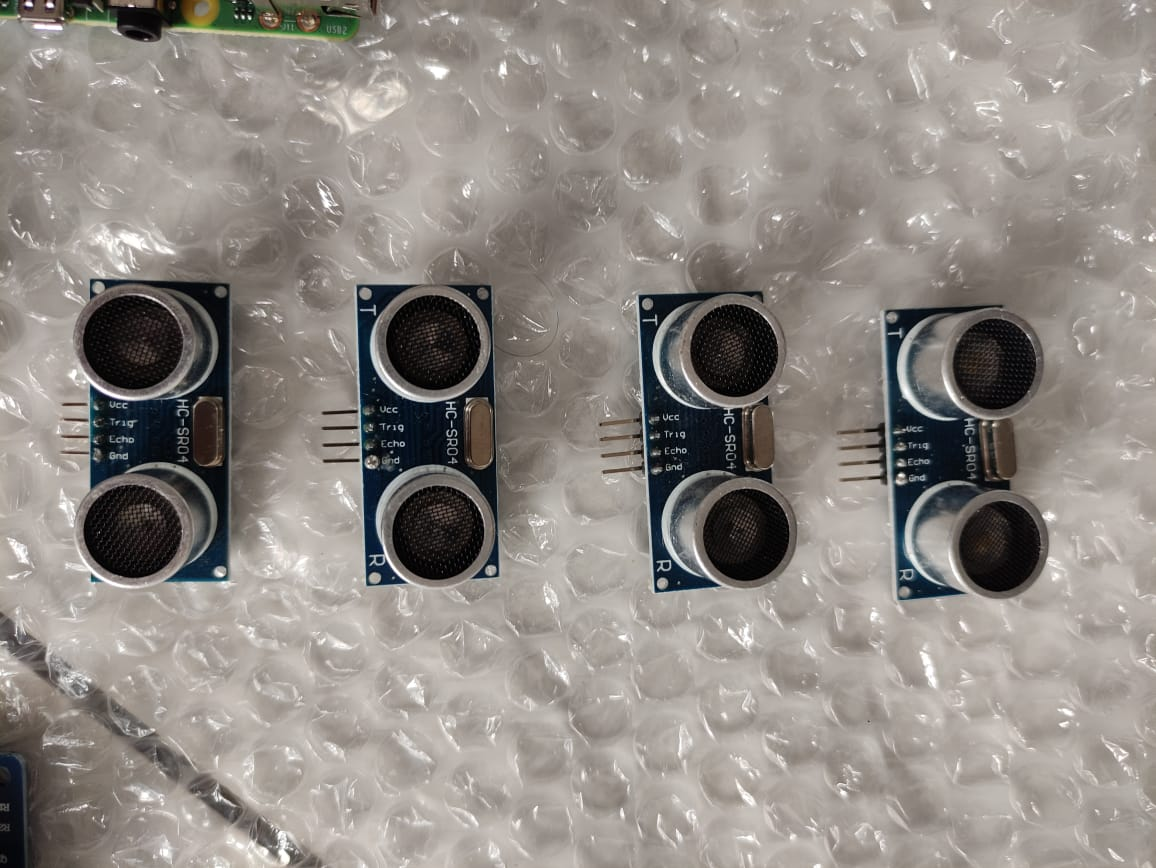 USB2
Vcc
Trig
Echo
Gnd
HC-SR04
T
Vcc
Trig
Echo
Gnd
HC-SR04
R
T
Vcc
Trig
Echo
Gnd
HC-SR04
R
T
Vcc
Trig
Echo
Gnd
HC-SR04
R